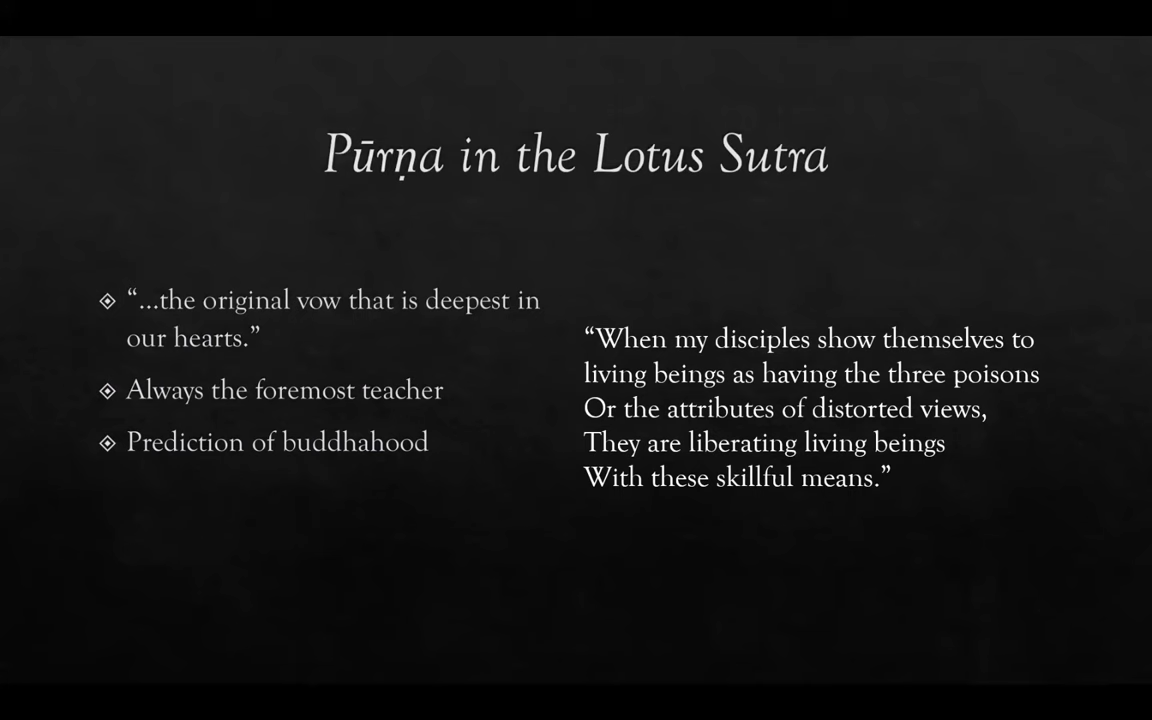 Pūrṇa in the Lotus Sutra
“…the original vow that is deepest in
our hearts.”
Always the foremost teacher
Prediction of buddhahood
“When my disciples show themselves to
living beings as having the three poisons
Or the attributes of distorted views,
They are liberating living beings
With these skillful means.”